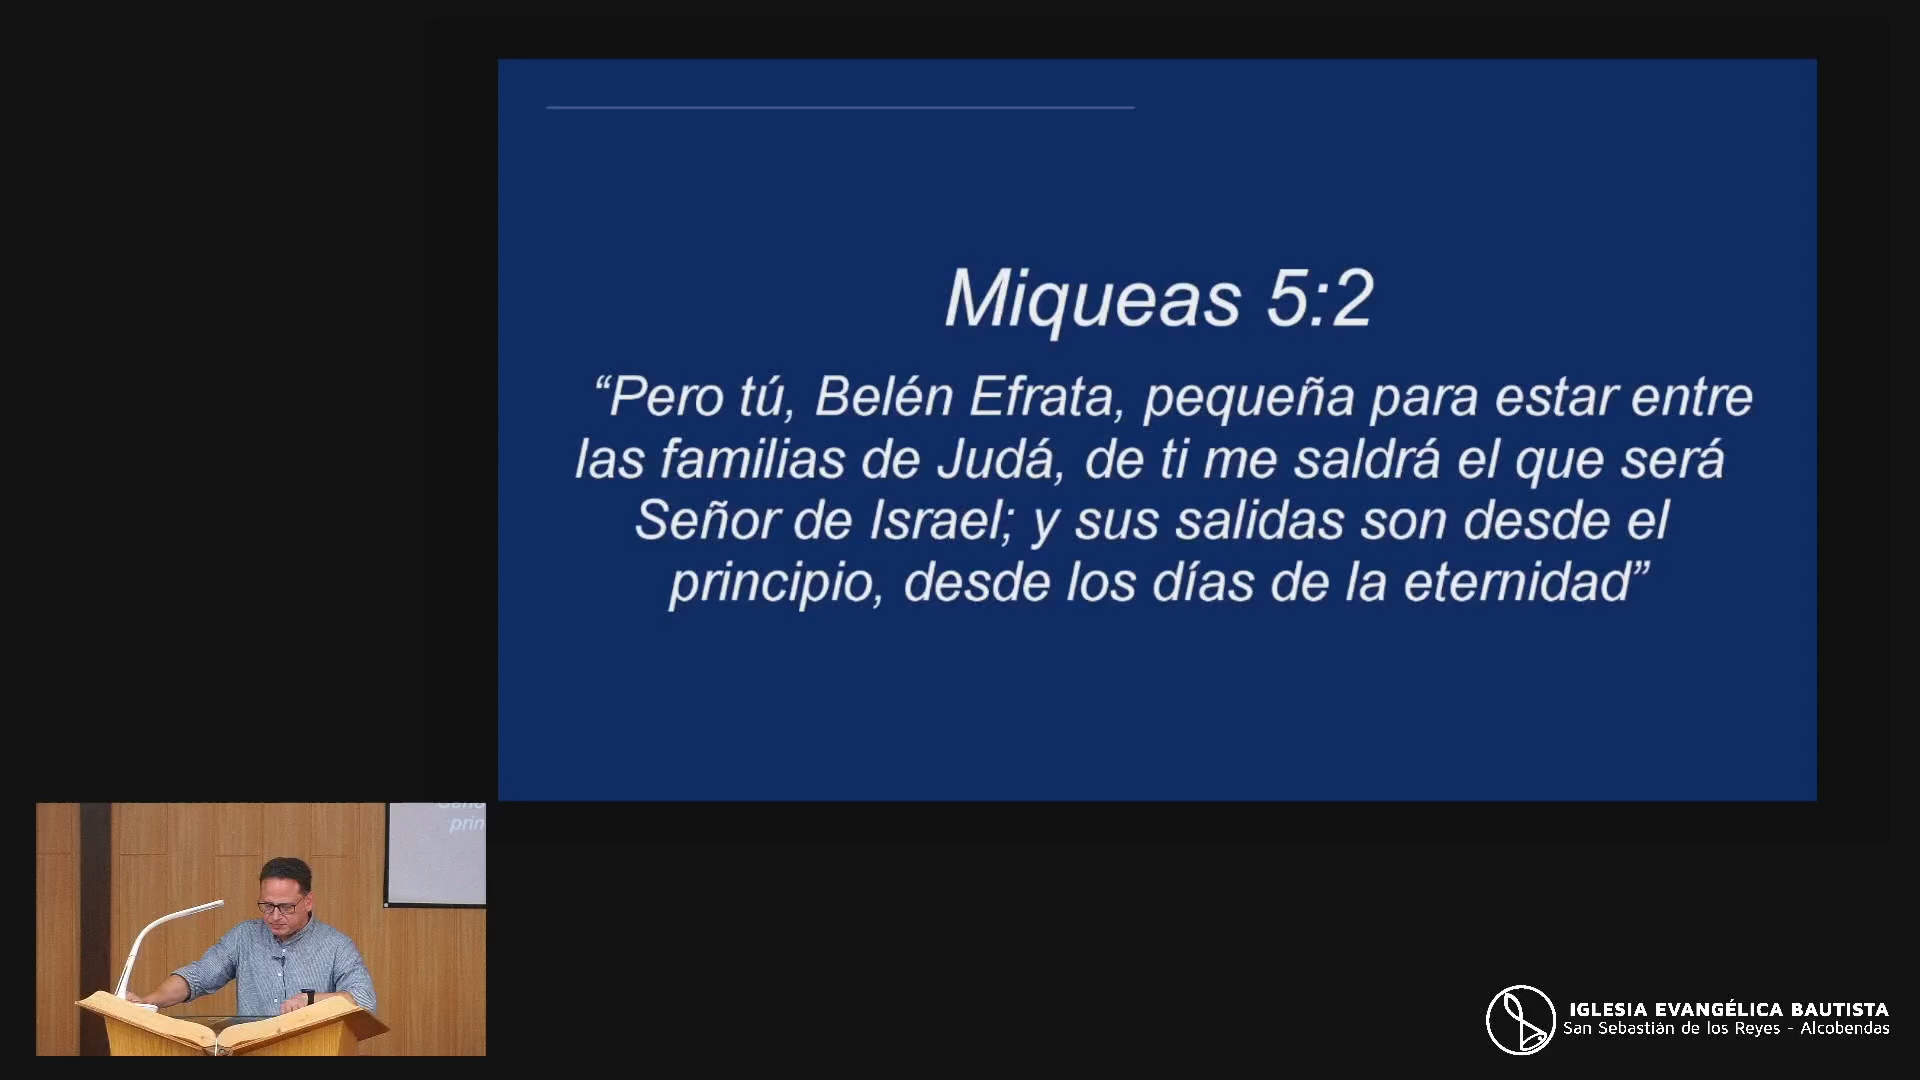 Miqueas 5:2
“Pero tú, Belén Efrata, pequeña para estar entre
las familias de Judá, de ti me saldrá el que será
Señor de Israel; y sus salidas son desde el
principio, desde los días de la eternidad”
prin
IGLESIA EVANGÉLICA BAUTISTA
San Sebastián de los Reyes - Alcobendas